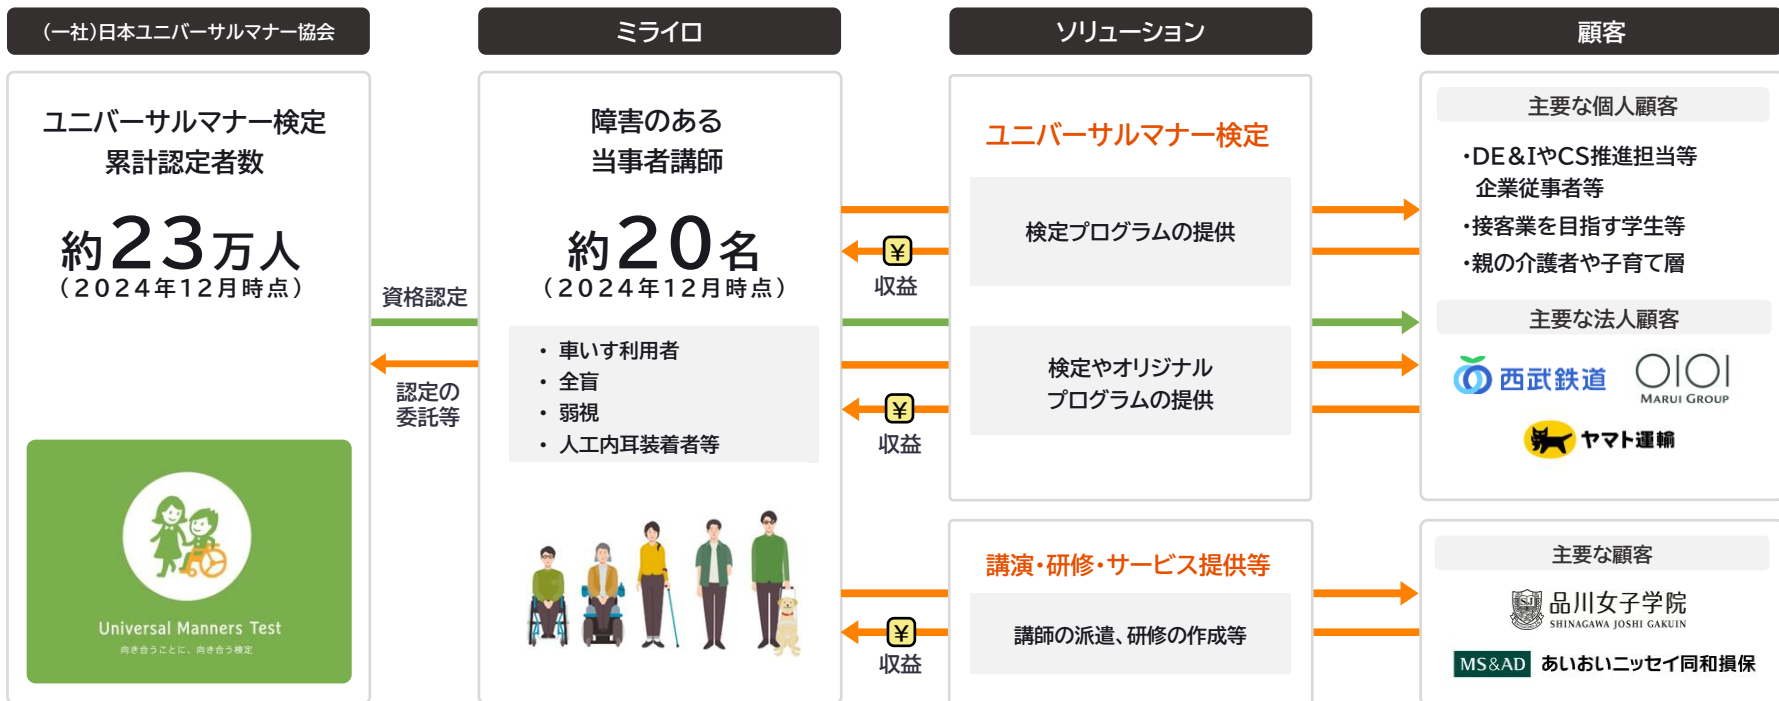 (一社)日本ユニバーサルマナー協会
ユニバーサルマナー検定
累計認定者数
約23万人
(2024年12月時点)
Universal Manners Test
向き合うことに、向き合う検定
資格認定
認定の
委託等
ミライロ
障害のある
当事者講師
約20名
(2024年12月時点)
・ 車いす利用者
・ 全盲
・ 弱視
・ 人工内耳装着者等
¥
収益
¥
収益
¥
収益
ソリューション
ユニバーサルマナー検定
検定プログラムの提供
検定やオリジナル
プログラムの提供
講演・研修・サービス提供等
講師の派遣、研修の作成等
顧客
主要な個人顧客
・DE&IやCS推進担当等
企業従事者等
・接客業を目指す学生等
・親の介護者や子育て層
主要な法人顧客
西武鉄道
OIOI
MARUI GROUP
ヤマト運輸
主要な顧客
SJ
品川女子学院
SHINAGAWA JOSHI GAKUIN
MS&AD あいおいニッセイ同和損保